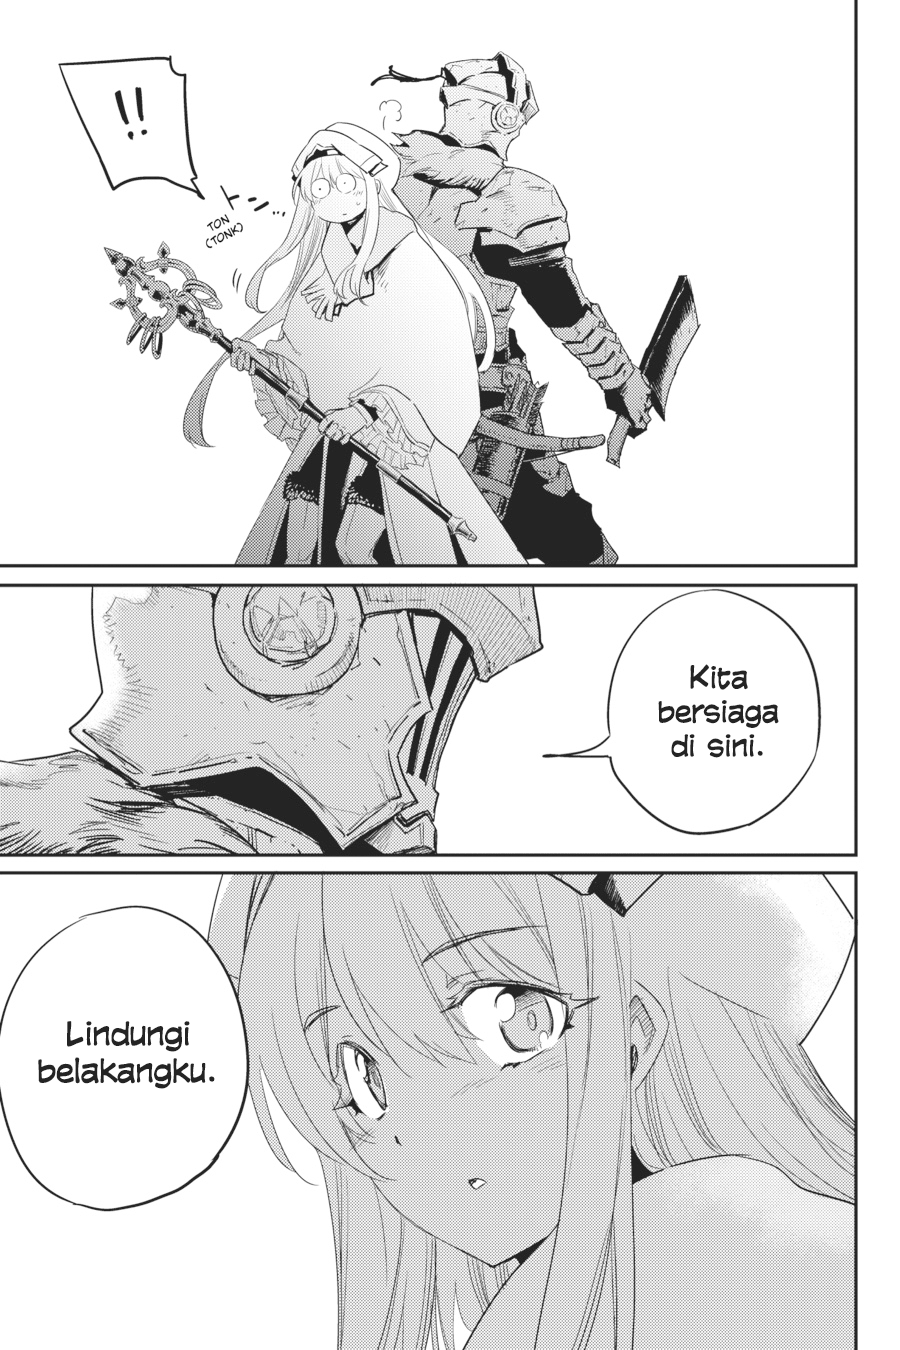 !!
トン...
TON
(TONK)
Kita
bersiaga
di sini.
Lindungi
belakangku.